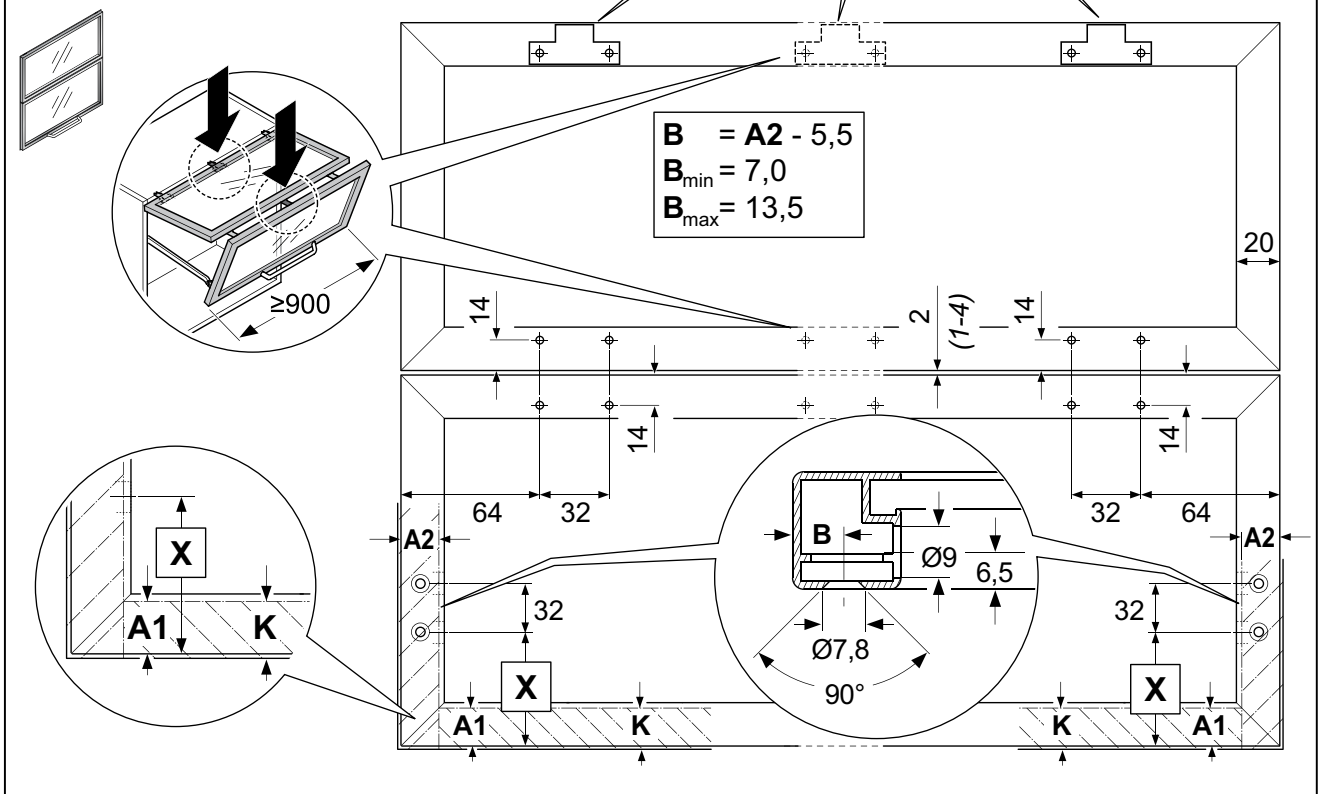 B = A2 - 5,5
Bmin = 7,0
Bmax = 13,5
20
≥900
14
2
(1-4)
14
14
14
64
32
32
64
A2
B
Ø9
6,5
A2
X
32
32
A1
K
Ø7,8
90°
X
X
A1
K
K
A1